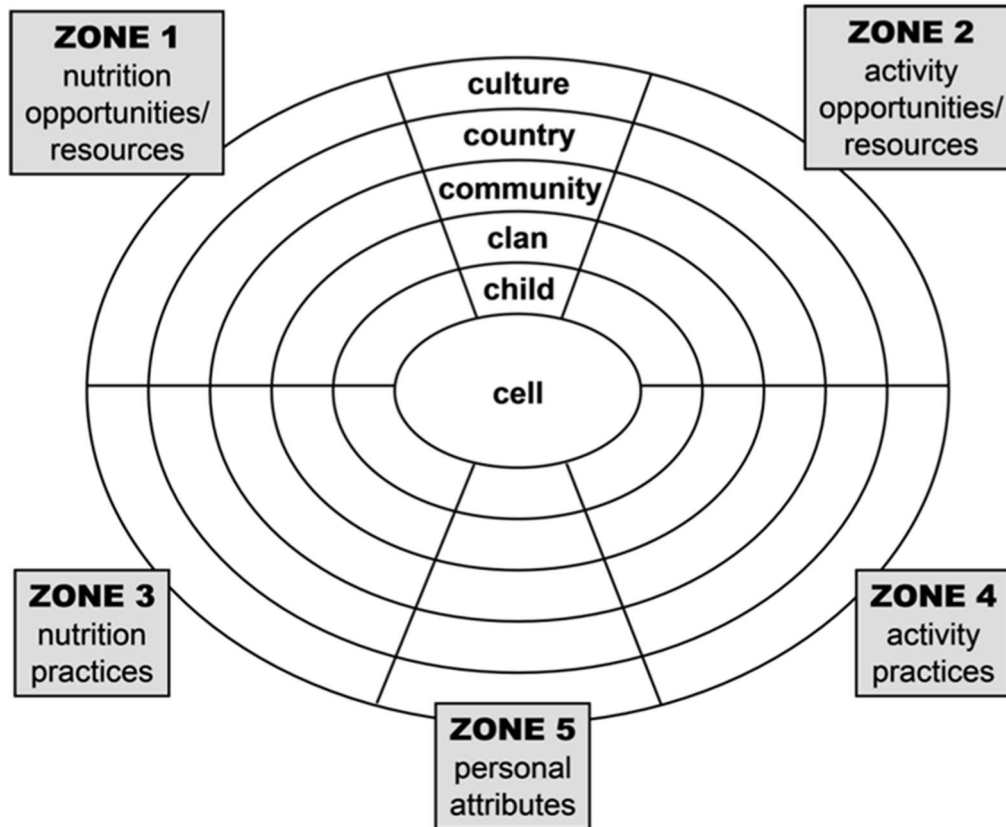 ZONE 1
nutrition
opportunities/
resources
ZONE 2
activity
opportunities/
resources
culture
country
community
clan
child
cell
ZONE 3
nutrition
practices
ZONE 4
activity
practices
ZONE 5
personal
attributes